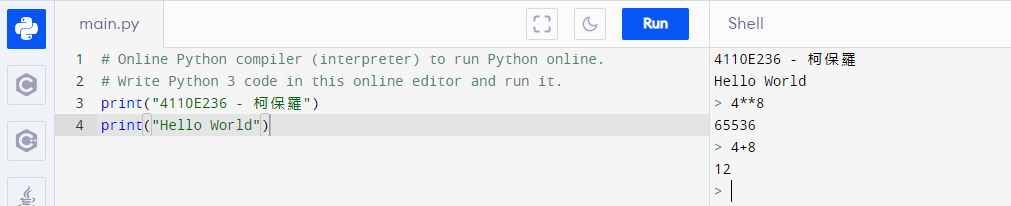 main.py
Run
Shell
1 # Online Python compiler (interpreter) to run Python online.
2 # Write Python 3 code in this online editor and run it.
3 print("4110E236 - 柯保羅")
4 print("Hello World")
4110E236 - 柯保羅
Hello World
> 4**8
65536
> 4+8
12
>